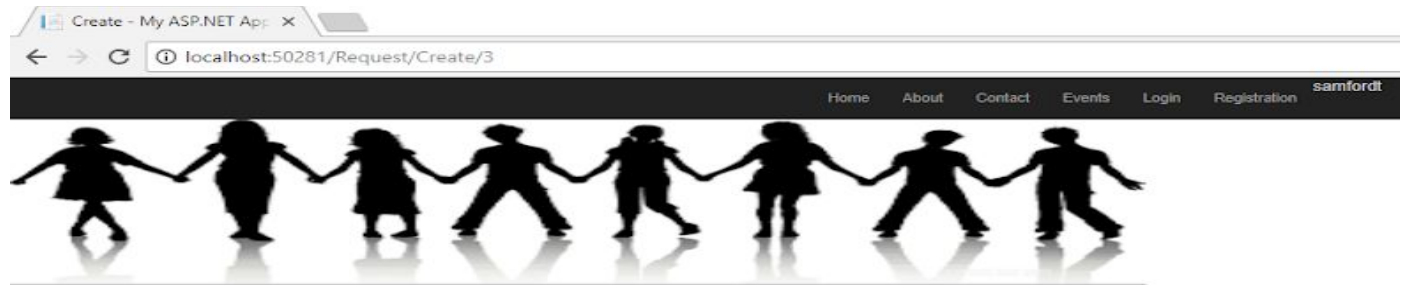 Create - My ASP.NET App
localhost:50281/Request/Create/3
Home About Contact Events Login Registration samfordt